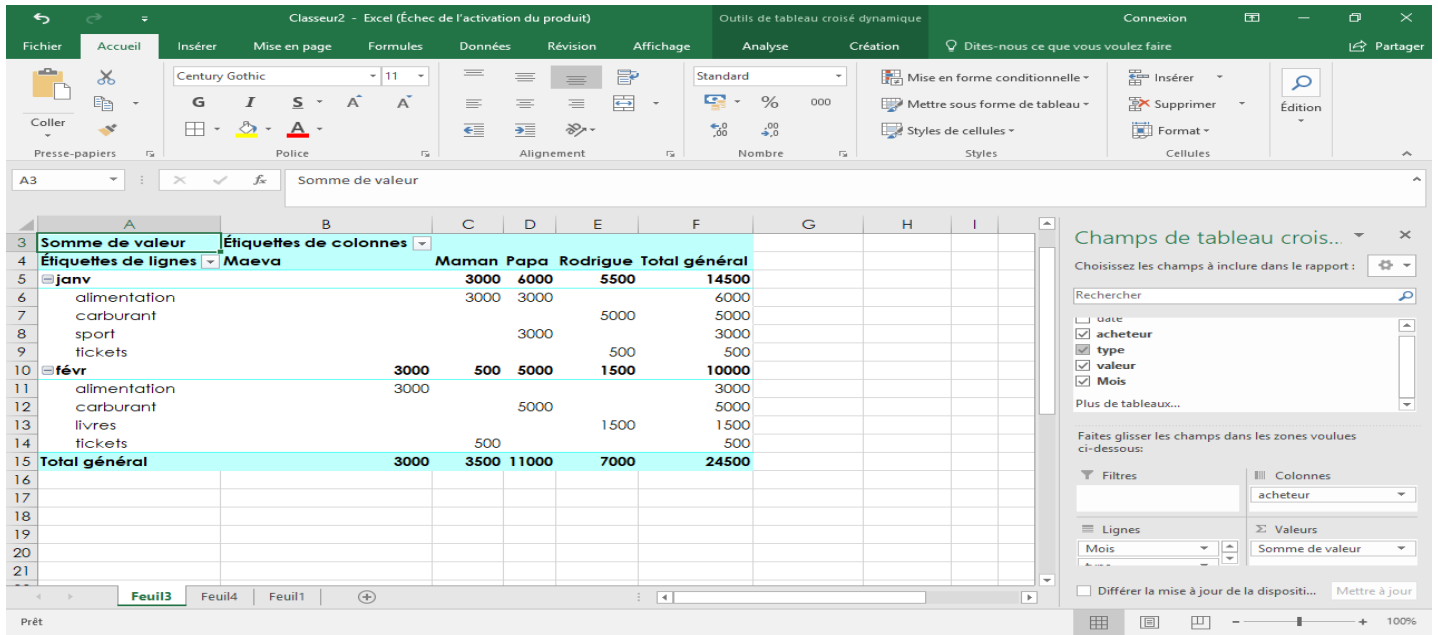 Classeur2 - Excel (Échec de l'activation du produit) Outils de tableau croisé dynamique Connexion
Fichier Accueil Insérer Mise en page Formules Données Révision Affichage Analyse Création Dites-nous ce que vous voulez faire Partager
Coller
Presse-papiers
Century Gothic 11
G I S A A
A
Police
Alignement
Standard
% 000
Nombre
Mise en forme conditionnelle
Mettre sous forme de tableau
Styles de cellules
Styles
Insérer
Supprimer
Format
Cellules
Édition
A3 fx Somme de valeur
A B C D E F G H I
3 Somme de valeur Étiquettes de colonnes
4 Étiquettes de lignes Maeva Maman Papa Rodrigue Total général
5 janv 3000 6000 5500 14500
6 alimentation 3000 3000 6000
7 carburant 5000 5000
8 sport 3000 3000
9 tickets 500 500
10 févr 3000 500 5000 1500 10000
11 alimentation 3000 3000
12 carburant 5000 5000
13 livres 1500 1500
14 tickets 500 500
15 Total général 3000 3500 11000 7000 24500
16
17
18
19
20
21
Champs de tableau crois...
Choisissez les champs à inclure dans le rapport :
Rechercher
date
acheteur
type
valeur
Mois
Plus de tableaux...
Faites glisser les champs dans les zones voulues
ci-dessous:
Filtres
Colonnes
acheteur
Lignes
Mois
Σ Valeurs
Somme de valeur
Différer la mise à jour de la dispositi... Mettre à jour
Feuil3 Feuil4 Feuil1
Prêt 100%